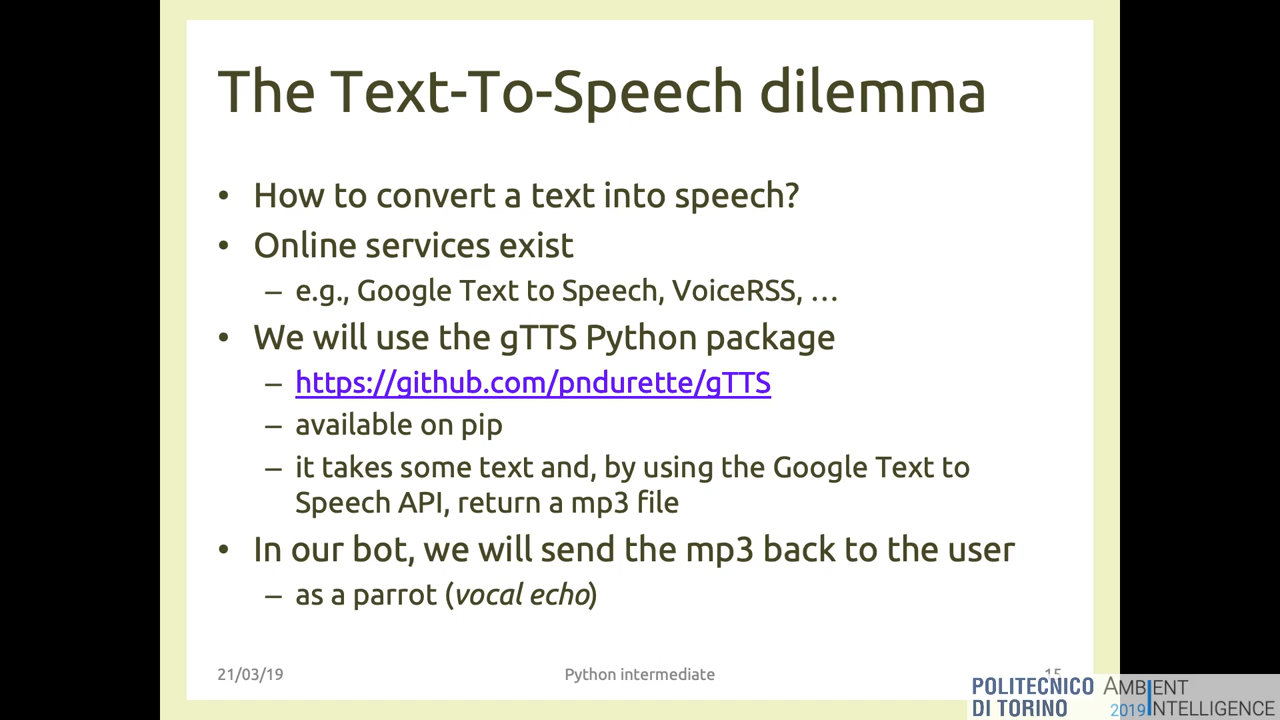 The Text-To-Speech dilemma
• How to convert a text into speech?
• Online services exist
– e.g., Google Text to Speech, VoiceRSS, …
• We will use the gTTS Python package
– https://github.com/pndurette/gTTS
– available on pip
– it takes some text and, by using the Google Text to
Speech API, return a mp3 file
• In our bot, we will send the mp3 back to the user
– as a parrot (vocal echo)
21/03/19
Python intermediate
15
POLITECNICO
DI TORINO
AMBIENT
2019 INTELLIGENCE